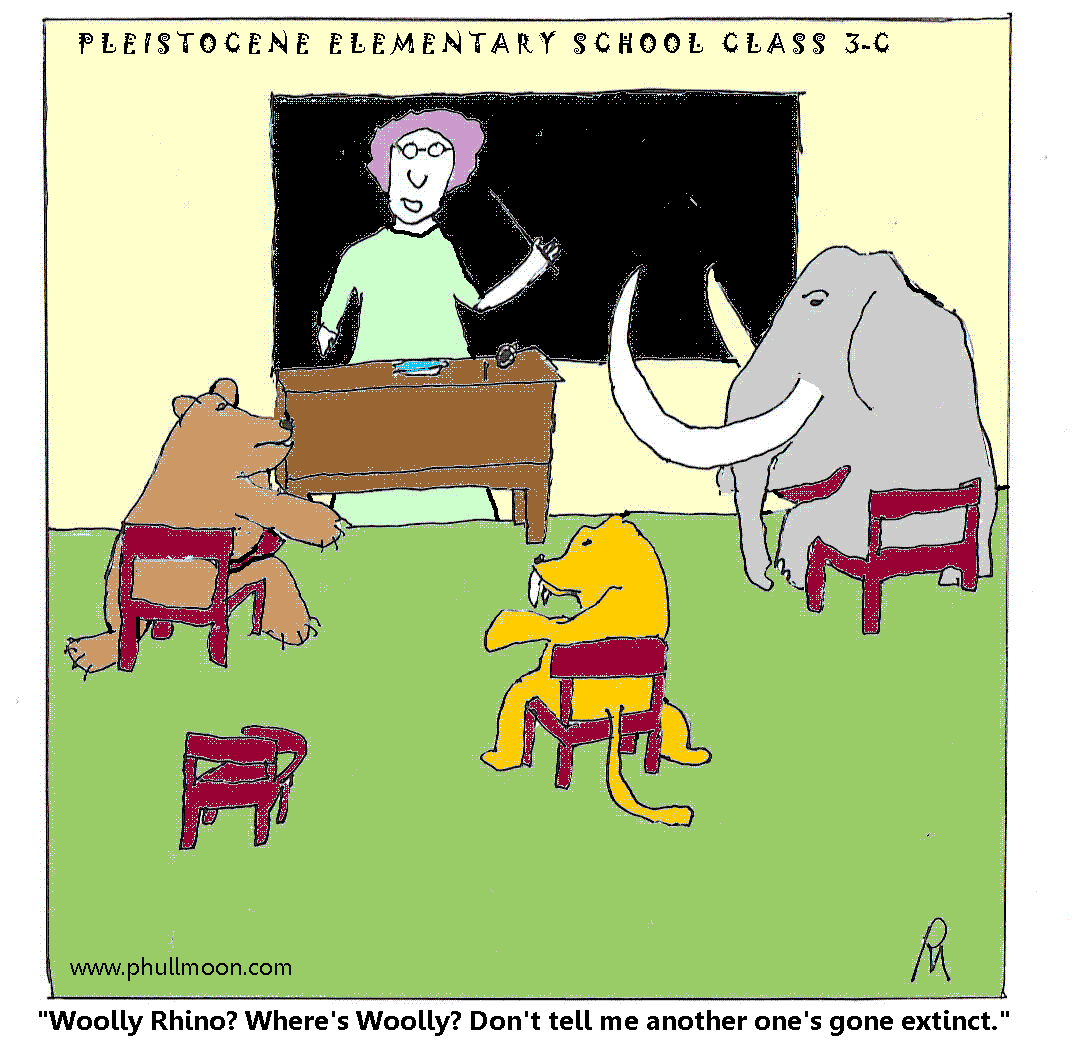 PLEISTOCENE ELEMENTARY SCHOOL CLASS 3-C
www.phullmoon.com
"Woolly Rhino? Where's Woolly? Don't tell me another one's gone extinct."